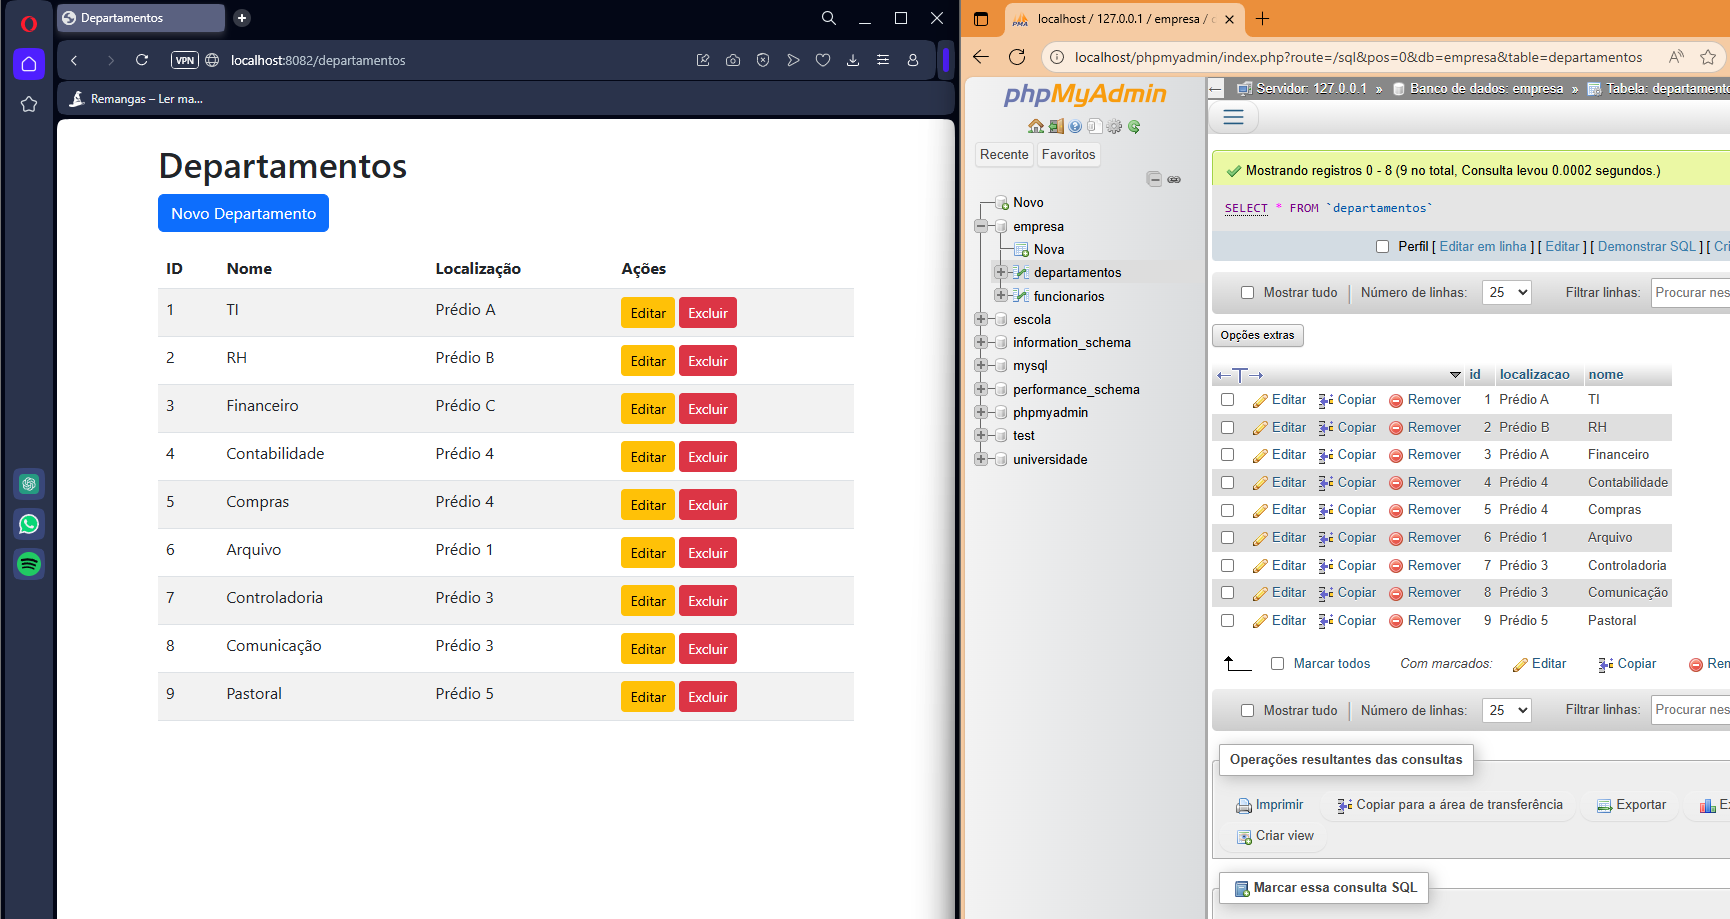 Departamentos
VPN localhost:8082/departamentos
Remangas – Ler ma...
Departamentos
Novo Departamento
ID Nome Localização Ações
1 TI Prédio A Editar Excluir
2 RH Prédio B Editar Excluir
3 Financeiro Prédio C Editar Excluir
4 Contabilidade Prédio 4 Editar Excluir
5 Compras Prédio 4 Editar Excluir
6 Arquivo Prédio 1 Editar Excluir
7 Controladoria Prédio 3 Editar Excluir
8 Comunicação Prédio 3 Editar Excluir
9 Pastoral Prédio 5 Editar Excluir
PMA localhost / 127.0.0.1 / empresa /
localhost/phpmyadmin/index.php?route=/sql&pos=0&db=empresa&table=departamentos
phpMyAdmin
Recente Favoritos
Novo
empresa
Nova
departamentos
funcionarios
escola
information_schema
mysql
performance_schema
phpmyadmin
test
universidade
Servidor: 127.0.0.1 » Banco de dados: empresa » Tabela: departamento
Mostrando registros 0 - 8 (9 no total, Consulta levou 0.0002 segundos.)
SELECT * FROM `departamentos`
Perfil [ Editar em linha ] [ Editar ] [ Demonstrar SQL ] [ Cri
Mostrar tudo Número de linhas: 25 Filtrar linhas: Procurar nes
Opções extras
←T→ id localizacao nome
Editar Copiar Remover 1 Prédio A TI
Editar Copiar Remover 2 Prédio B RH
Editar Copiar Remover 3 Prédio A Financeiro
Editar Copiar Remover 4 Prédio 4 Contabilidade
Editar Copiar Remover 5 Prédio 4 Compras
Editar Copiar Remover 6 Prédio 1 Arquivo
Editar Copiar Remover 7 Prédio 3 Controladoria
Editar Copiar Remover 8 Prédio 3 Comunicação
Editar Copiar Remover 9 Prédio 5 Pastoral
Marcar todos Com marcados: Editar Copiar Ren
Mostrar tudo Número de linhas: 25 Filtrar linhas: Procurar nes
Operações resultantes das consultas
Imprimir Copiar para a área de transferência Exportar Ex
Criar view
Marcar essa consulta SQL